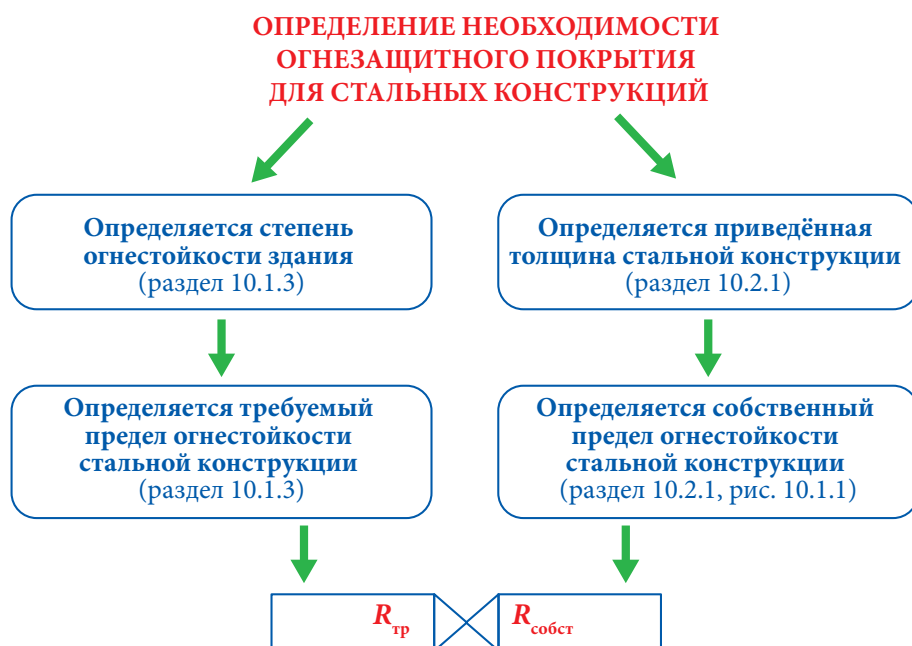 ОПРЕДЕЛЕНИЕ НЕОБХОДИМОСТИ
ОГНЕЗАЩИТНОГО ПОКРЫТИЯ
ДЛЯ СТАЛЬНЫХ КОНСТРУКЦИЙ
Определяется степень
огнестойкости здания
(раздел 10.1.3)
Определяется приведённая
толщина стальной конструкции
(раздел 10.2.1)
Определяется требуемый
предел огнестойкости
стальной конструкции
(раздел 10.1.3)
Определяется собственный
предел огнестойкости
стальной конструкции
(раздел 10.2.1, рис. 10.1.1)
Rтр
Rсобст